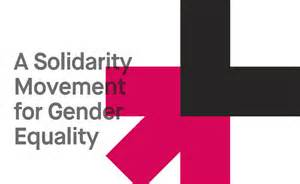 A Solidarity
Movement
for Gender
Equality